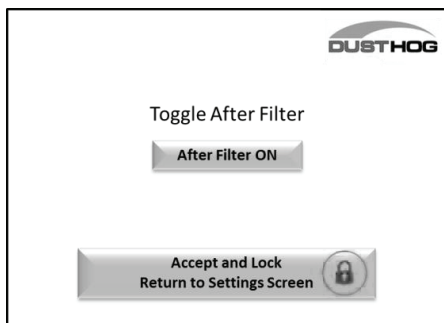 DUSTHOG
Toggle After Filter
After Filter ON
Accept and Lock
Return to Settings Screen